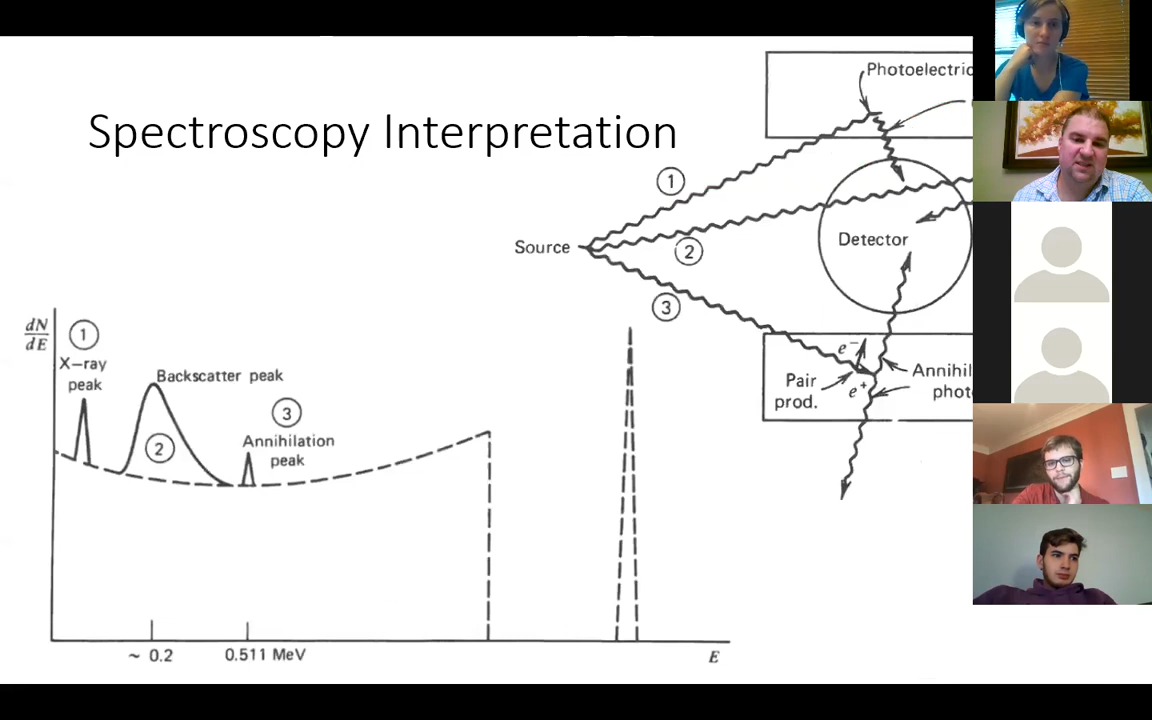 Spectroscopy Interpretation
Photoelectric
1
2
3
Source
Detector
e⁻
Pair
prod.
e⁺
dN
dE
1
X-ray
peak
Backscatter peak
2
3
Annihilation
peak
~ 0.2
0.511 MeV
E